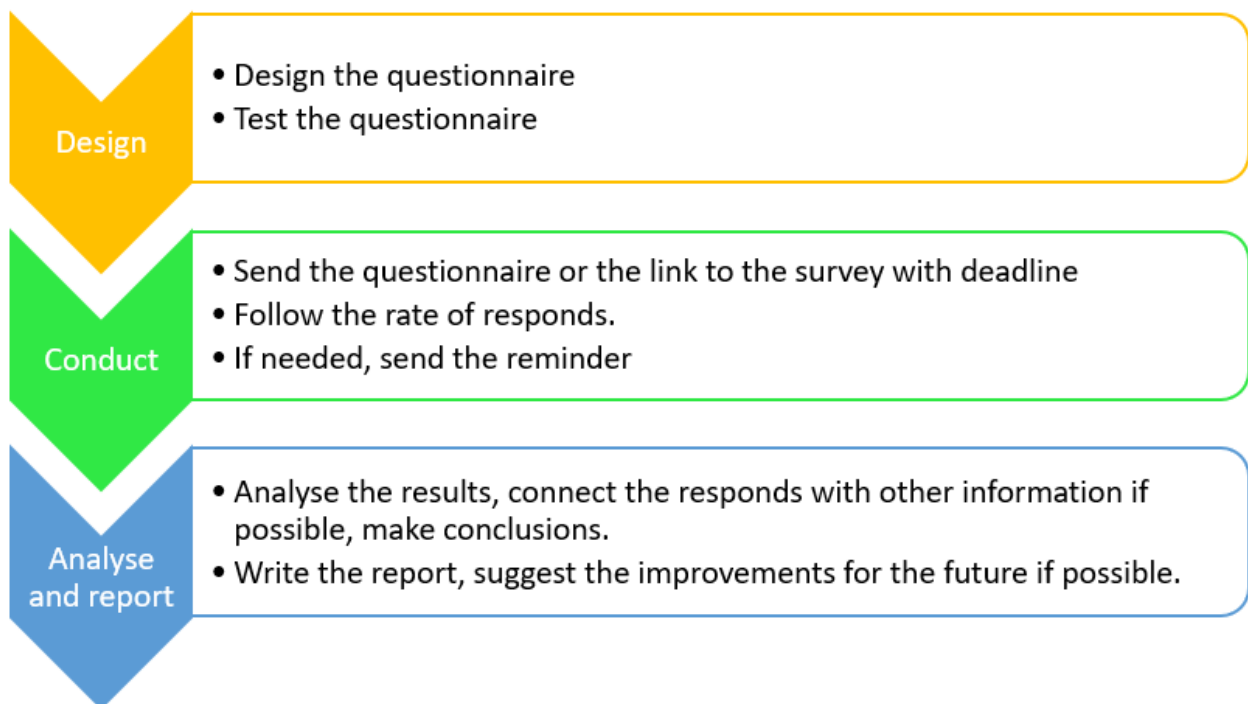 Design
• Design the questionnaire
• Test the questionnaire
Conduct
• Send the questionnaire or the link to the survey with deadline
• Follow the rate of responds.
• If needed, send the reminder
Analyse
and report
• Analyse the results, connect the responds with other information if
possible, make conclusions.
• Write the report, suggest the improvements for the future if possible.